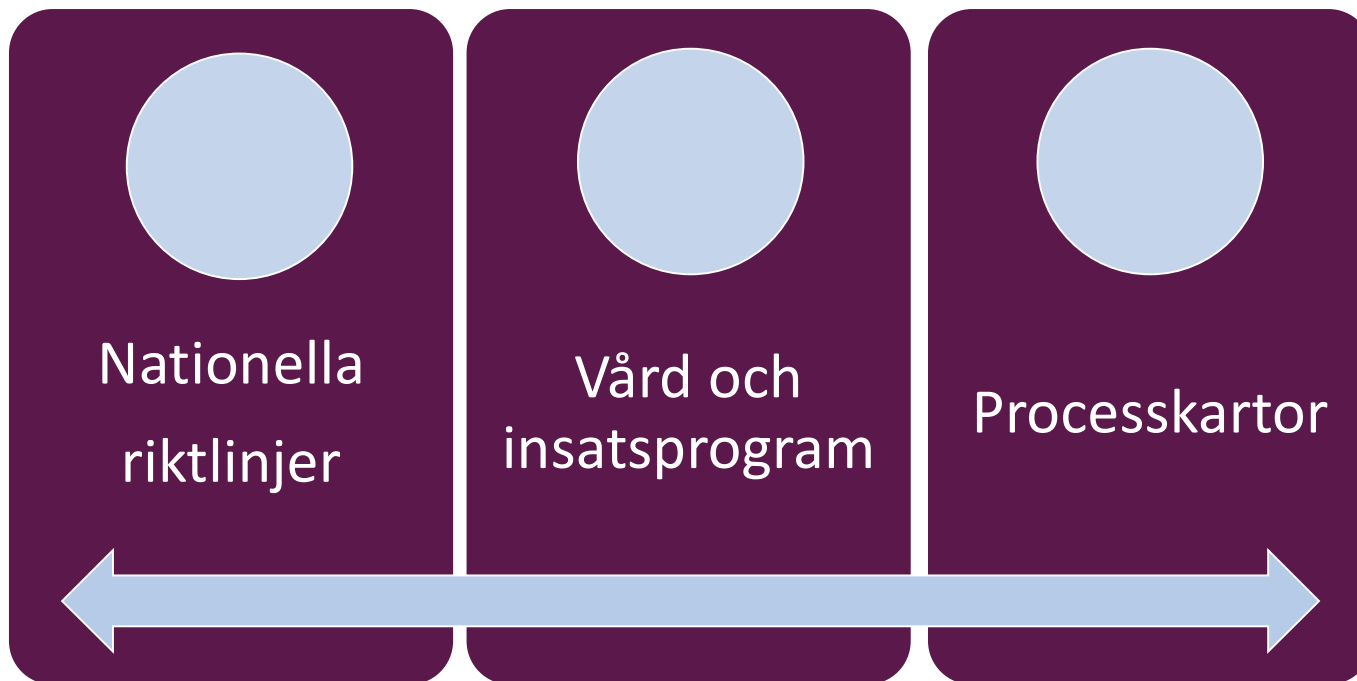 Nationella
riktlinjer
Vård och
insatsprogram
Processkartor